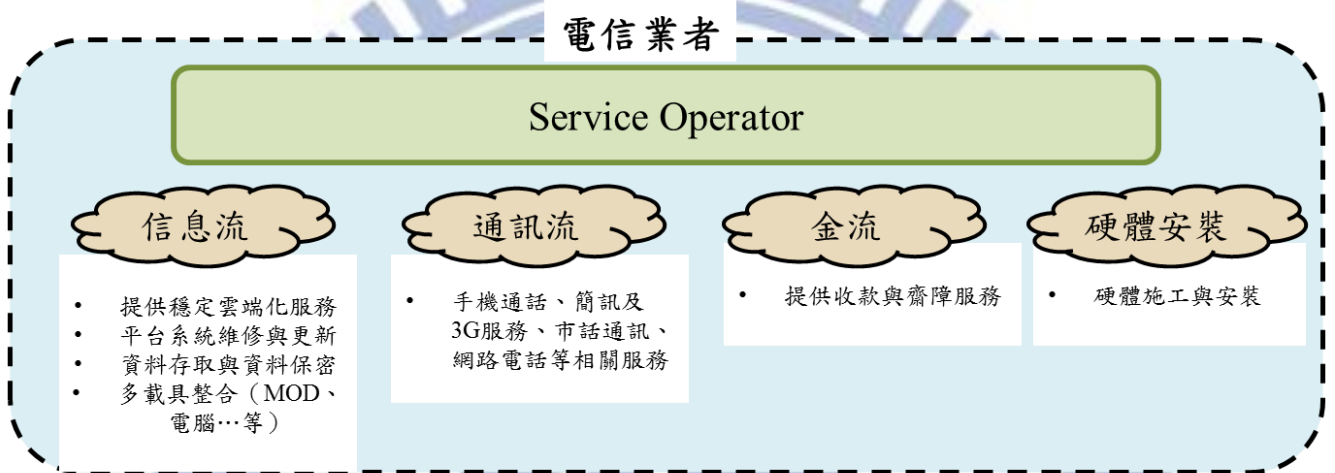 電信業者
Service Operator
信息流
• 提供穩定雲端化服務
• 平台系統維修與更新
• 資料存取與資料保密
• 多載具整合（MOD、
電腦…等）
通訊流
• 手機通話、簡訊及
3G服務、市話通訊、
網路電話等相關服務
金流
• 提供收款與齎障服務
硬體安裝
• 硬體施工與安裝